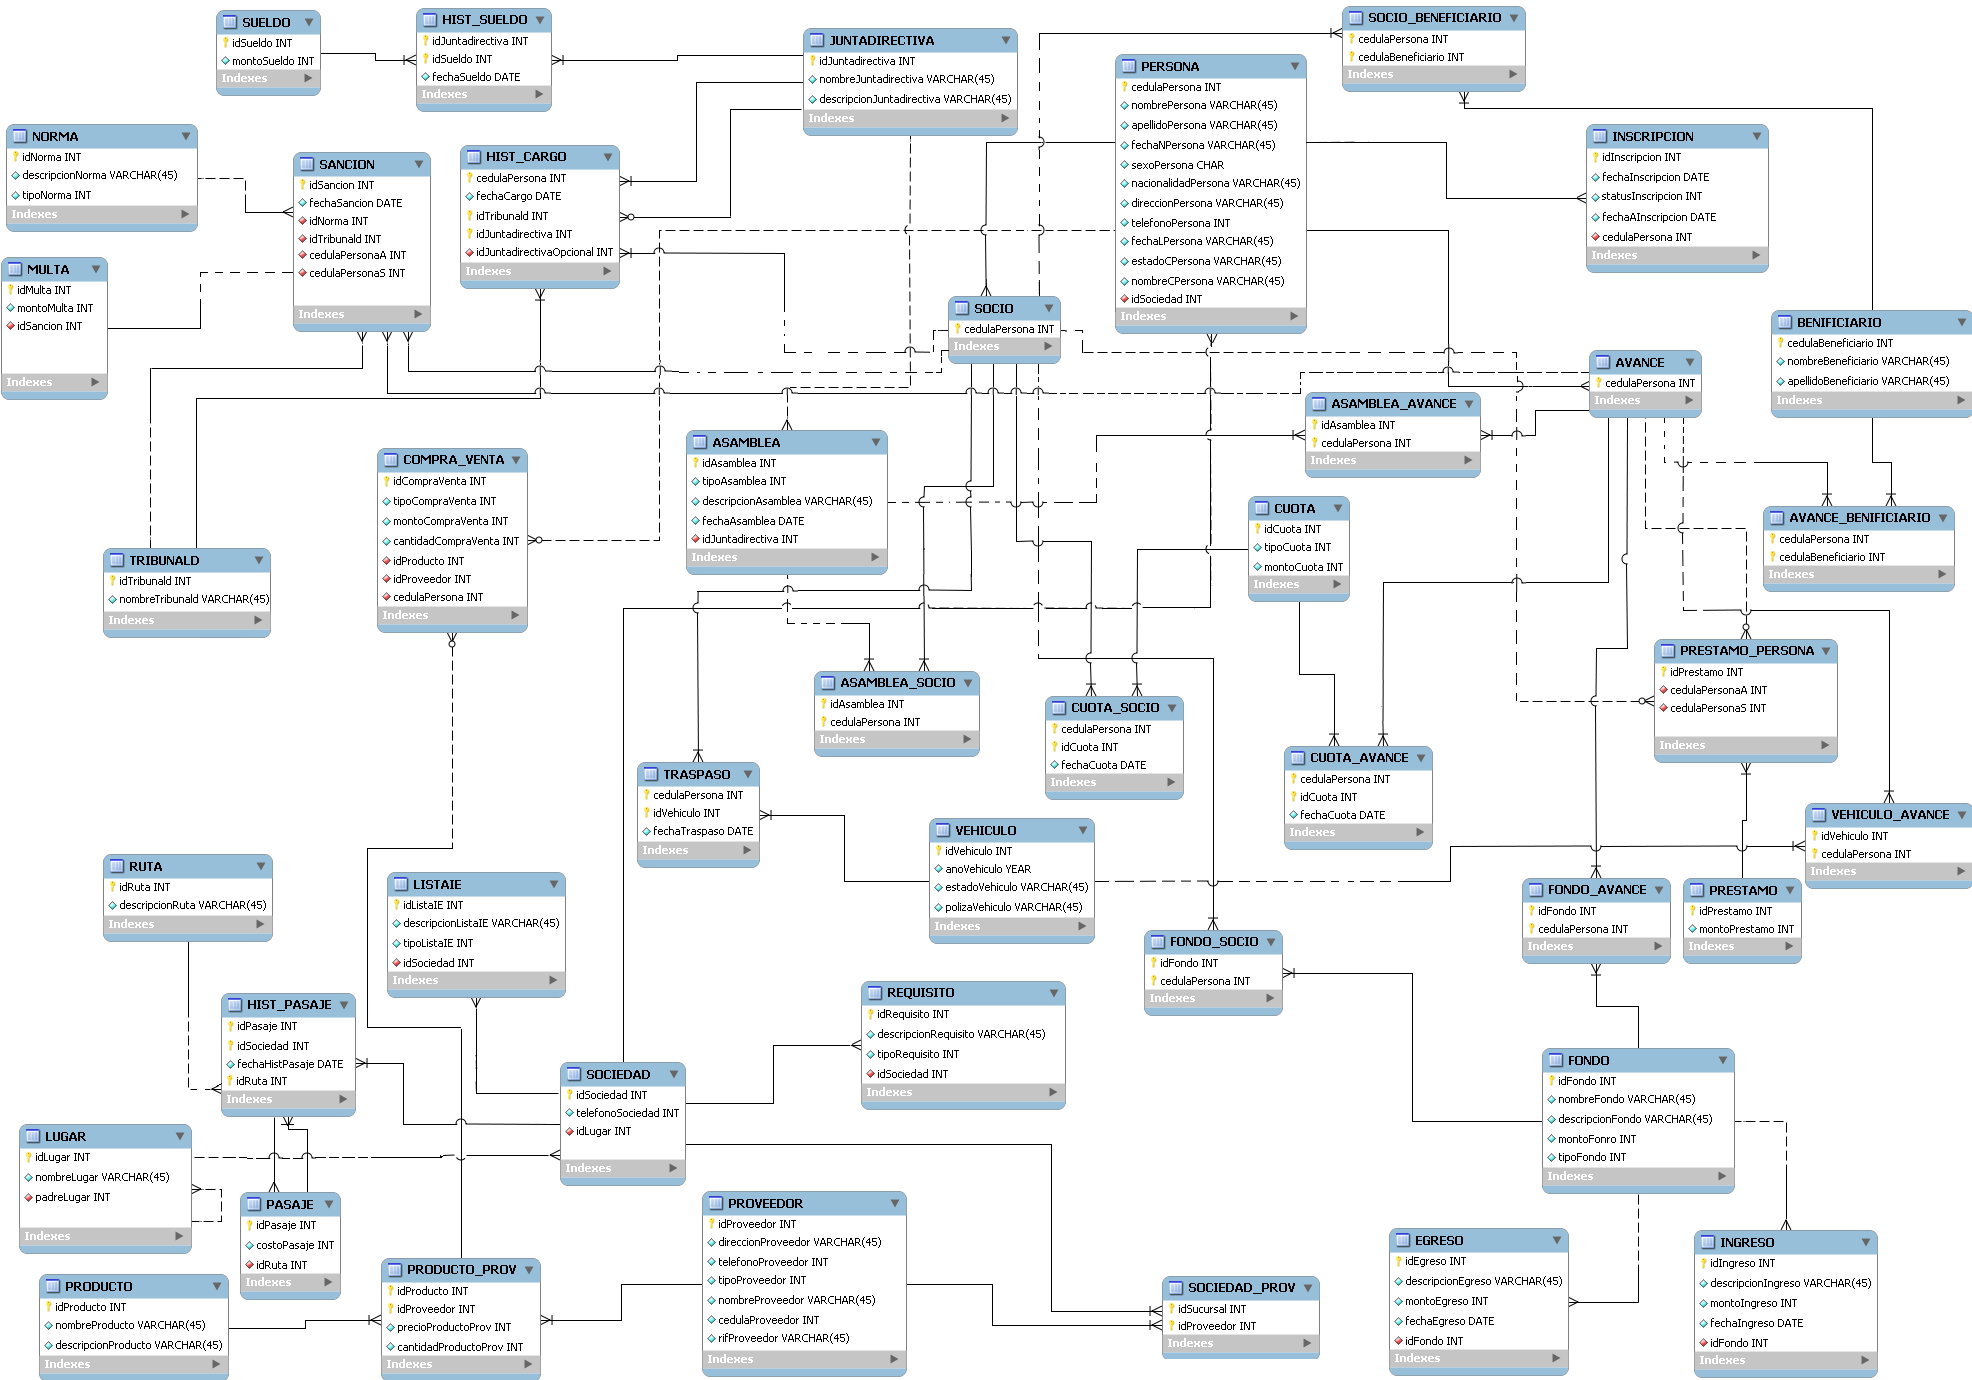 SUELDO
idSueldo INT
montoSueldo INT
Indexes
HIST_SUELDO
idJuntadirectiva INT
idSueldo INT
fechaSueldo DATE
Indexes
JUNTADIRECTIVA
idJuntadirectiva INT
nombreJuntadirectiva VARCHAR(45)
descripcionJuntadirectiva VARCHAR(45)
Indexes
PERSONA
cedulaPersona INT
nombrePersona VARCHAR(45)
apellidoPersona VARCHAR(45)
fechaNPersona VARCHAR(45)
sexoPersona CHAR
nacionalidadPersona VARCHAR(45)
direccionPersona VARCHAR(45)
telefonoPersona INT
fechaLPersona VARCHAR(45)
estadoCPersona VARCHAR(45)
nombreCPersona VARCHAR(45)
idSociedad INT
Indexes
SOCIO_BENEFICIARIO
cedulaPersona INT
cedulaBeneficiario INT
Indexes
INSCRIPCION
idInscripcion INT
fechaInscripcion DATE
statusInscripcion INT
fechaAInscripcion DATE
cedulaPersona INT
Indexes
NORMA
idNorma INT
descripcionNorma VARCHAR(45)
tipoNorma INT
Indexes
SANCION
idSancion INT
fechaSancion DATE
idNorma INT
idTribunald INT
cedulaPersonaA INT
cedulaPersonaS INT
Indexes
HIST_CARGO
cedulaPersona INT
fechaCargo DATE
idTribunald INT
idJuntadirectiva INT
idJuntadirectivaOpcional INT
Indexes
MULTA
idMulta INT
montoMulta INT
idSancion INT
Indexes
SOCIO
cedulaPersona INT
Indexes
BENIFICIARIO
cedulaBeneficiario INT
nombreBeneficiario VARCHAR(45)
apellidoBeneficiario VARCHAR(45)
Indexes
AVANCE
cedulaPersona INT
Indexes
ASAMBLEA_AVANCE
idAsamblea INT
cedulaPersona INT
Indexes
ASAMBLEA
idAsamblea INT
tipoAsamblea INT
descripcionAsamblea VARCHAR(45)
fechaAsamblea DATE
idJuntadirectiva INT
Indexes
COMPRA_VENTA
idCompraVenta INT
tipoCompraVenta INT
montoCompraVenta INT
cantidadCompraVenta INT
idProducto INT
idProveedor INT
cedulaPersona INT
Indexes
CUOTA
idCuota INT
tipoCuota INT
montoCuota INT
Indexes
AVANCE_BENIFICIARIO
cedulaPersona INT
cedulaBeneficiario INT
Indexes
TRIBUNALD
idTribunald INT
nombreTribunald VARCHAR(45)
Indexes
PRESTAMO_PERSONA
idPrestamo INT
cedulaPersonaA INT
cedulaPersonaS INT
Indexes
ASAMBLEA_SOCIO
idAsamblea INT
cedulaPersona INT
Indexes
CUOTA_SOCIO
cedulaPersona INT
idCuota INT
fechaCuota DATE
Indexes
CUOTA_AVANCE
cedulaPersona INT
idCuota INT
fechaCuota DATE
Indexes
TRASPASO
cedulaPersona INT
idVehiculo INT
fechaTraspaso DATE
Indexes
VEHICULO
idVehiculo INT
anoVehiculo YEAR
estadoVehiculo VARCHAR(45)
polizaVehiculo VARCHAR(45)
Indexes
VEHICULO_AVANCE
idVehiculo INT
cedulaPersona INT
Indexes
RUTA
idRuta INT
descripcionRuta VARCHAR(45)
Indexes
LISTAIE
idListaIE INT
descripcionListaIE VARCHAR(45)
tipoListaIE INT
idSociedad INT
Indexes
FONDO_AVANCE
idFondo INT
cedulaPersona INT
Indexes
PRESTAMO
idPrestamo INT
montoPrestamo INT
Indexes
FONDO_SOCIO
idFondo INT
cedulaPersona INT
Indexes
HIST_PASAJE
idPasaje INT
idSociedad INT
fechaHistPasaje DATE
idRuta INT
Indexes
REQUISITO
idRequisito INT
descripcionRequisito VARCHAR(45)
tipoRequisito INT
idSociedad INT
Indexes
SOCIEDAD
idSociedad INT
telefonoSociedad INT
idLugar INT
Indexes
FONDO
idFondo INT
nombreFondo VARCHAR(45)
descripcionFondo VARCHAR(45)
montoFonro INT
tipoFondo INT
Indexes
LUGAR
idLugar INT
nombreLugar VARCHAR(45)
padreLugar INT
Indexes
PASAJE
idPasaje INT
costoPasaje INT
idRuta INT
Indexes
PROVEEDOR
idProveedor INT
direccionProveedor VARCHAR(45)
telefonoProveedor INT
tipoProveedor INT
nombreProveedor VARCHAR(45)
cedulaProveedor INT
rifProveedor VARCHAR(45)
Indexes
EGRESO
idEgreso INT
descripcionEgreso VARCHAR(45)
montoEgreso INT
fechaEgreso DATE
idFondo INT
Indexes
INGRESO
idIngreso INT
descripcionIngreso VARCHAR(45)
montoIngreso INT
fechaIngreso DATE
idFondo INT
Indexes
PRODUCTO
idProducto INT
nombreProducto VARCHAR(45)
descripcionProducto VARCHAR(45)
Indexes
PRODUCTO_PROV
idProducto INT
idProveedor INT
precioProductoProv INT
cantidadProductoProv INT
Indexes
SOCIEDAD_PROV
idSucursal INT
idProveedor INT
Indexes